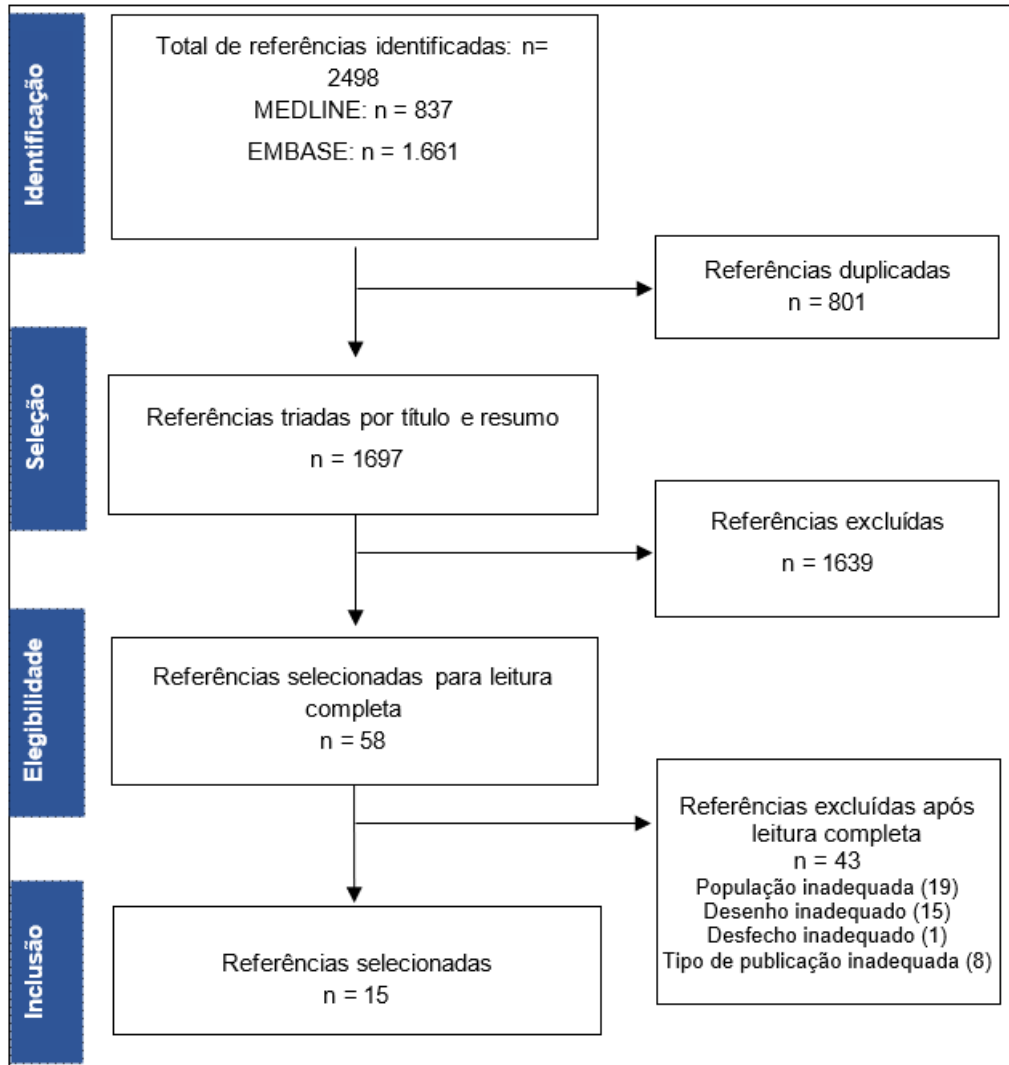 Identificação
Total de referências identificadas: n=
2498
MEDLINE: n = 837
EMBASE: n = 1.661
Referências duplicadas
n = 801
Seleção
Referências triadas por título e resumo
n = 1697
Referências excluídas
n = 1639
Elegibilidade
Referências selecionadas para leitura
completa
n = 58
Referências excluídas após
leitura completa
n = 43
População inadequada (19)
Desenho inadequado (15)
Desfecho inadequado (1)
Tipo de publicação inadequada (8)
Inclusão
Referências selecionadas
n = 15